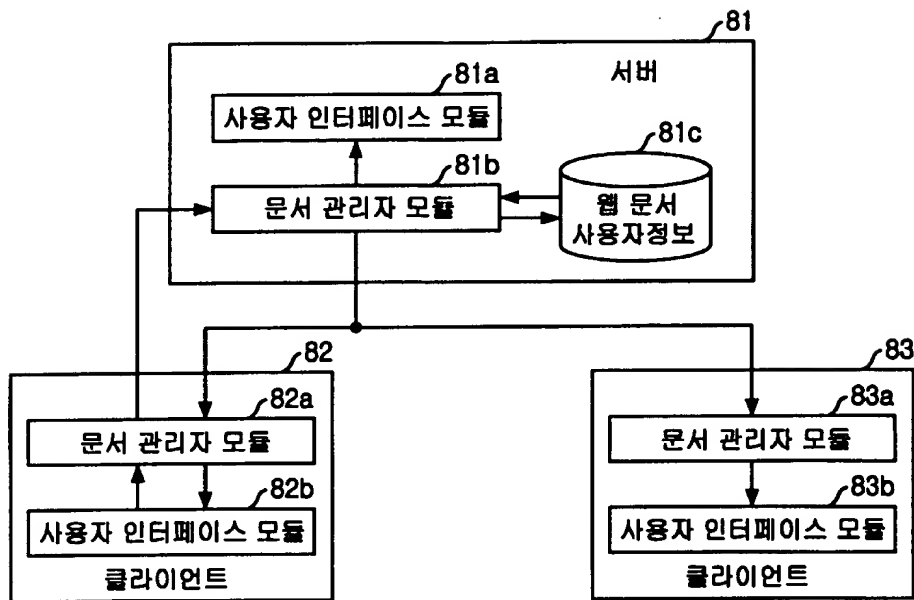 81
서버
81a
사용자 인터페이스 모듈
81b
문서 관리자 모듈
81c
웹 문서
사용자정보
82
82a
문서 관리자 모듈
82b
사용자 인터페이스 모듈
클라이언트
83
83a
문서 관리자 모듈
83b
사용자 인터페이스 모듈
클라이언트